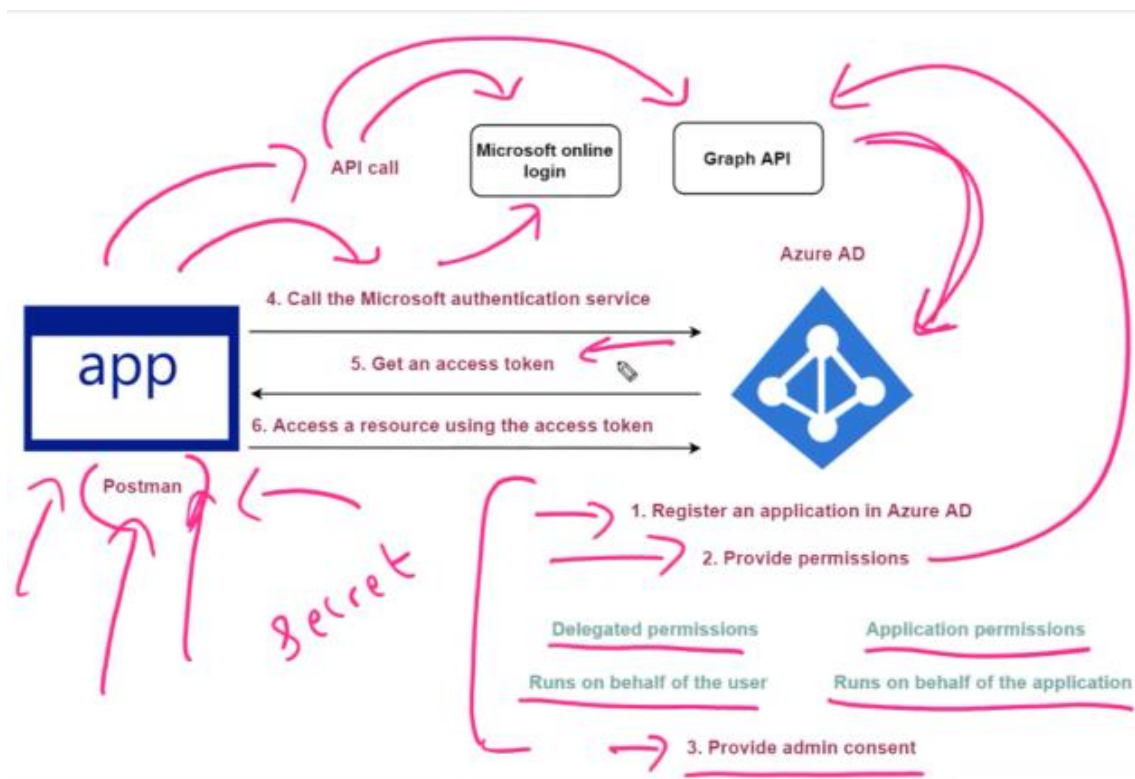 API call
Microsoft online
login
Graph API
Azure AD
4. Call the Microsoft authentication service
app
5. Get an access token
6. Access a resource using the access token
Postman
1. Register an application in Azure AD
2. Provide permissions
secret
Delegated permissions
Application permissions
Runs on behalf of the user
Runs on behalf of the application
3. Provide admin consent